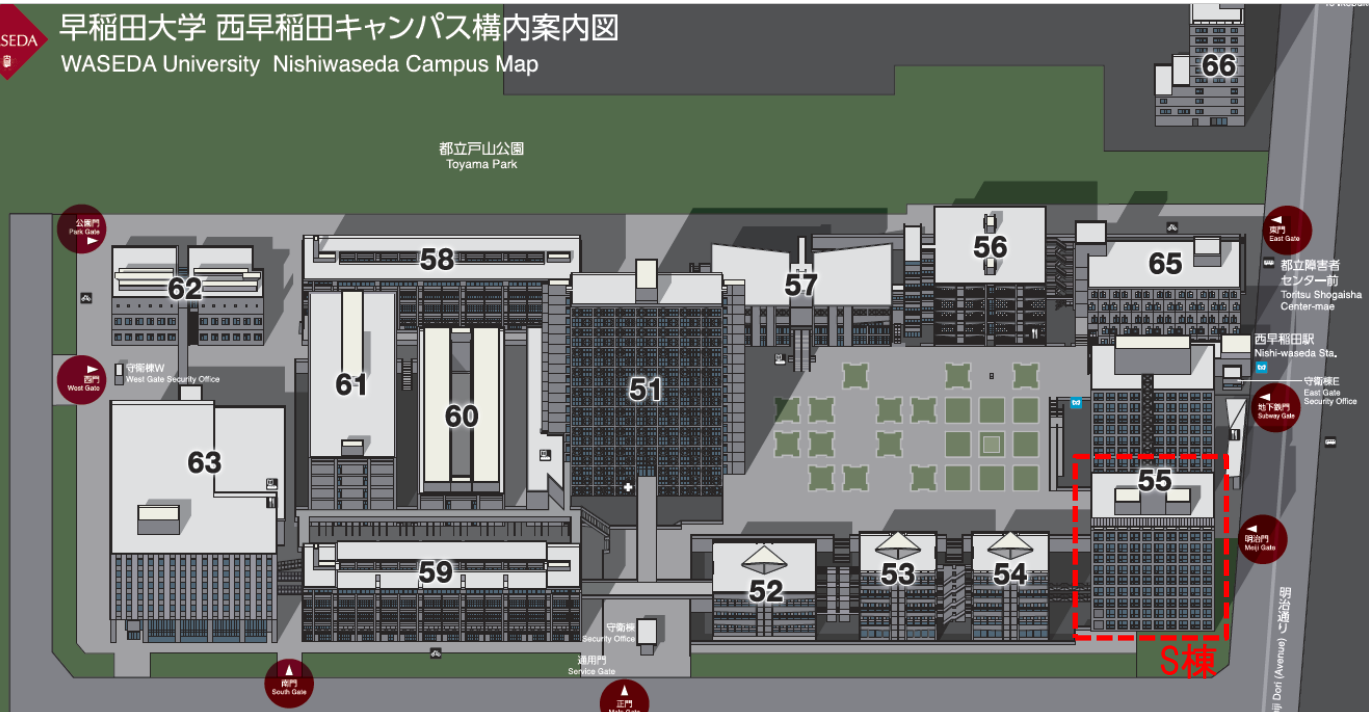 早稲田大学 西早稲田キャンパス構内案内図
WASEDA University Nishiwaseda Campus Map
66
都立戸山公園
Toyama Park
公園門
Park Gate
東門
East Gate
58
56
65
57
62
都立障害者
センター前
Toritsu Shogaisha
Center-mae
西早稲田駅
Nishi-waseda Sta.
守衛棟W
West Gate Security Office
西門
West Gate
61
60
51
守衛棟E
East Gate
Security Office
地下鉄門
Subway Gate
63
55
明治門
Meiji Gate
59
52
53
54
明治通り
守衛棟
Security Office
通用門
Service Gate
S棟
南門
South Gate
正門
Main Gate
Dori (Avenue)